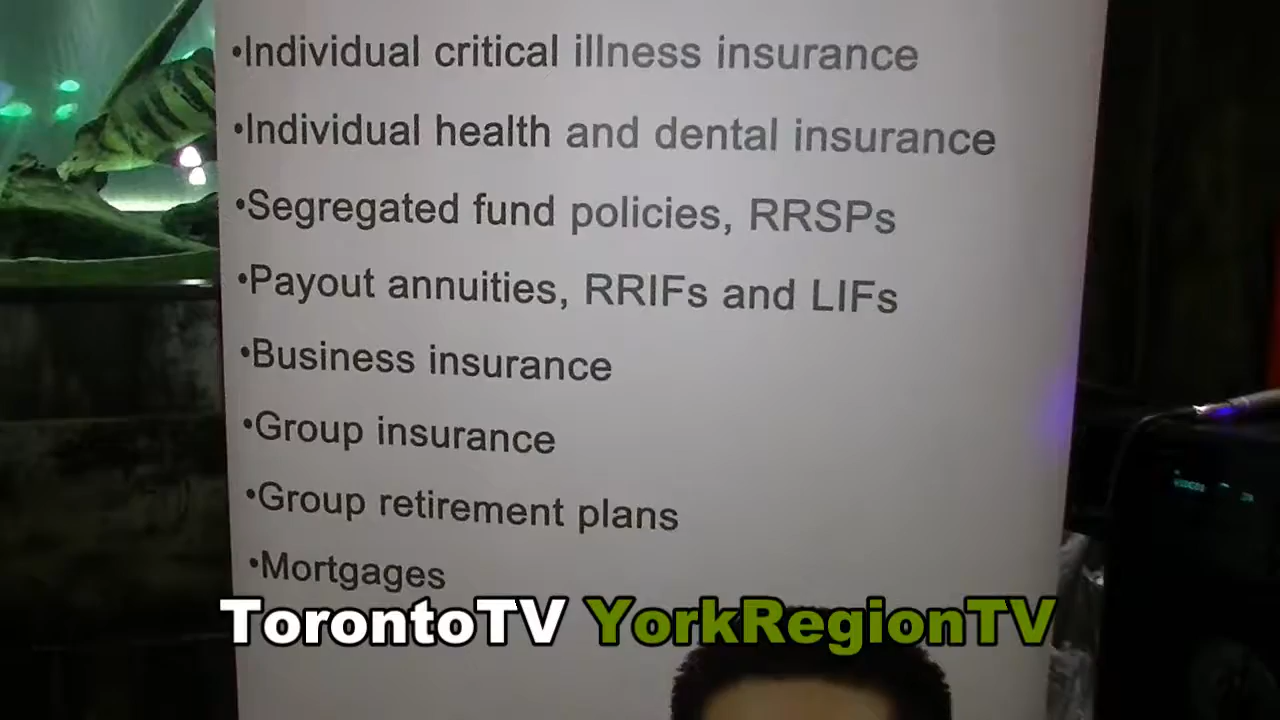 •Individual critical illness insurance
•Individual health and dental insurance
•Segregated fund policies, RRSPs
•Payout annuities, RRIFs and LIFs
•Business insurance
•Group insurance
•Group retirement plans
•Mortgages
TorontoTV YorkRegionTV